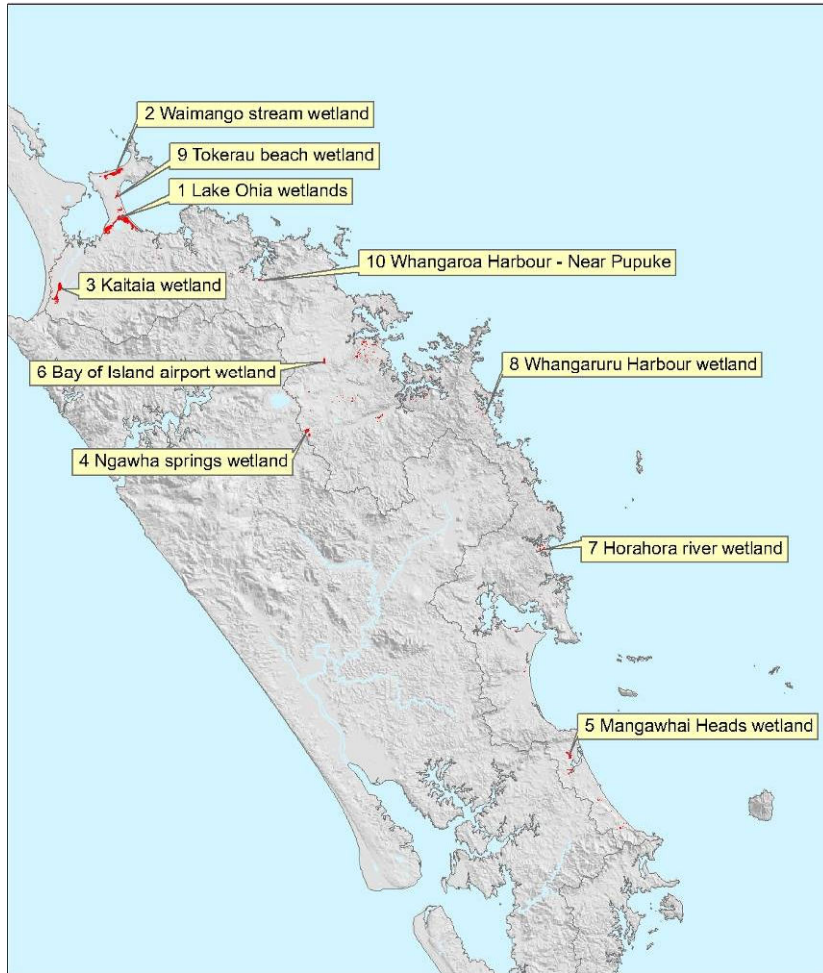 2 Waimango stream wetland
9 Tokerau beach wetland
1 Lake Ohia wetlands
10 Whangaroa Harbour - Near Pupuke
3 Kaitaia wetland
6 Bay of Island airport wetland
8 Whangaruru Harbour wetland
4 Ngawha springs wetland
7 Horahora river wetland
5 Mangawhai Heads wetland